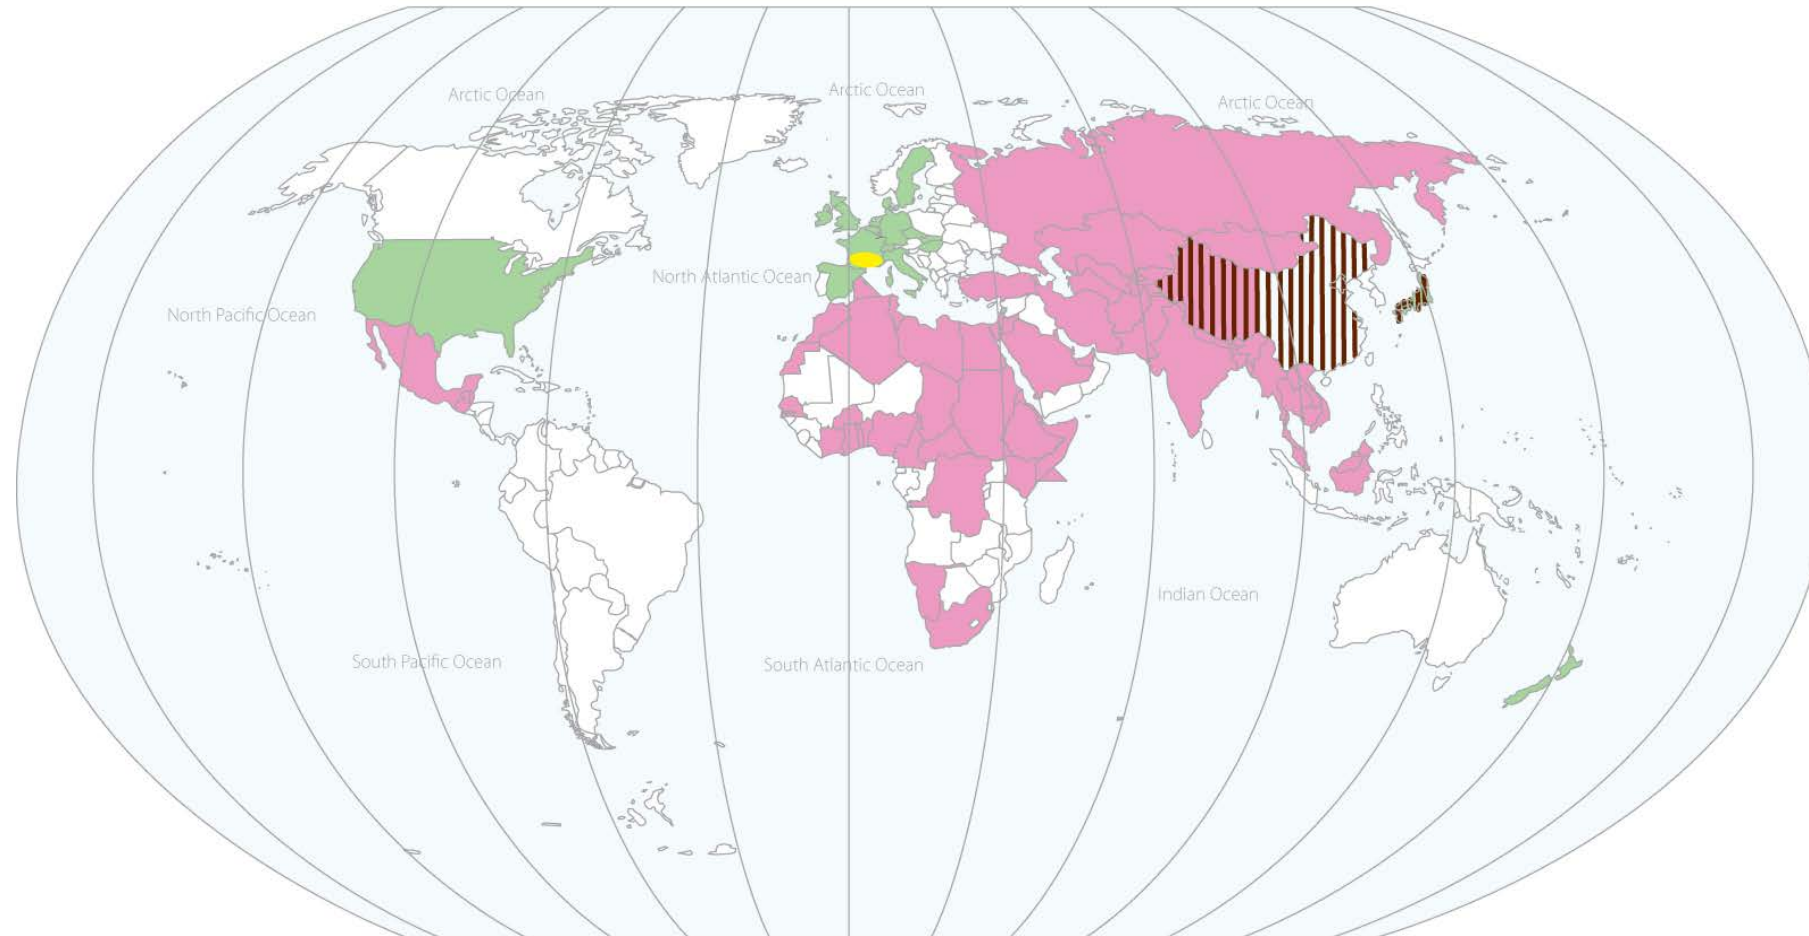 Arctic Ocean
Arctic Ocean
Arctic Ocean
North Atlantic Ocean
North Pacific Ocean
Indian Ocean
South Pacific Ocean
South Atlantic Ocean